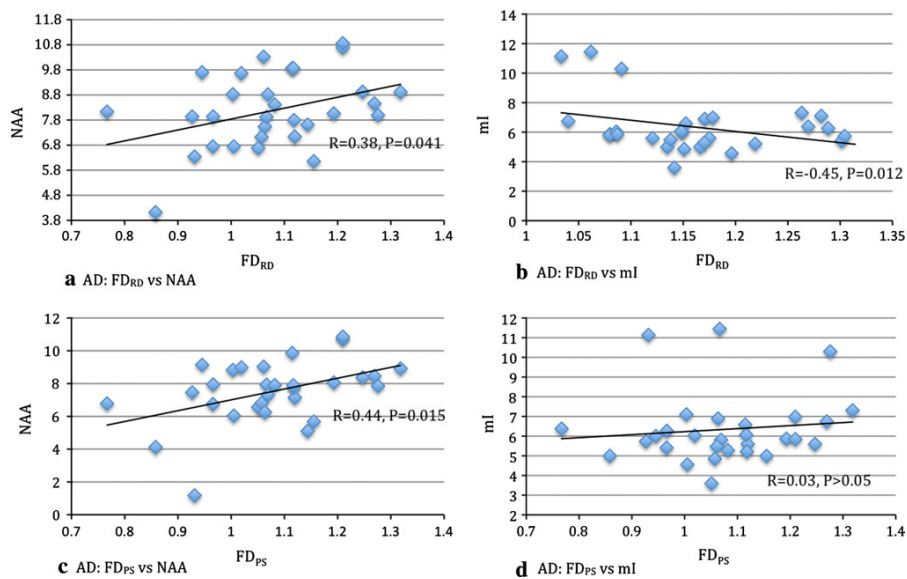 11.8
10.8
9.8
8.8
7.8
6.8
5.8
4.8
3.8
NAA
R=0.38, P=0.041
0.7 0.8 0.9 1 1.1 1.2 1.3 1.4
FDRD
a AD: FDRD vs NAA
14
12
10
8
6
4
2
0
mI
R=-0.45, P=0.012
1 1.05 1.1 1.15 1.2 1.25 1.3 1.35
FDRD
b AD: FDRD vs mI
12
10
8
6
4
2
0
NAA
R=0.44, P=0.015
0.7 0.8 0.9 1 1.1 1.2 1.3 1.4
FDPS
c AD: FDPS vs NAA
12
11
10
9
8
7
6
5
4
3
2
mI
R=0.03, P>0.05
0.7 0.8 0.9 1 1.1 1.2 1.3 1.4
FDPS
d AD: FDPS vs mI